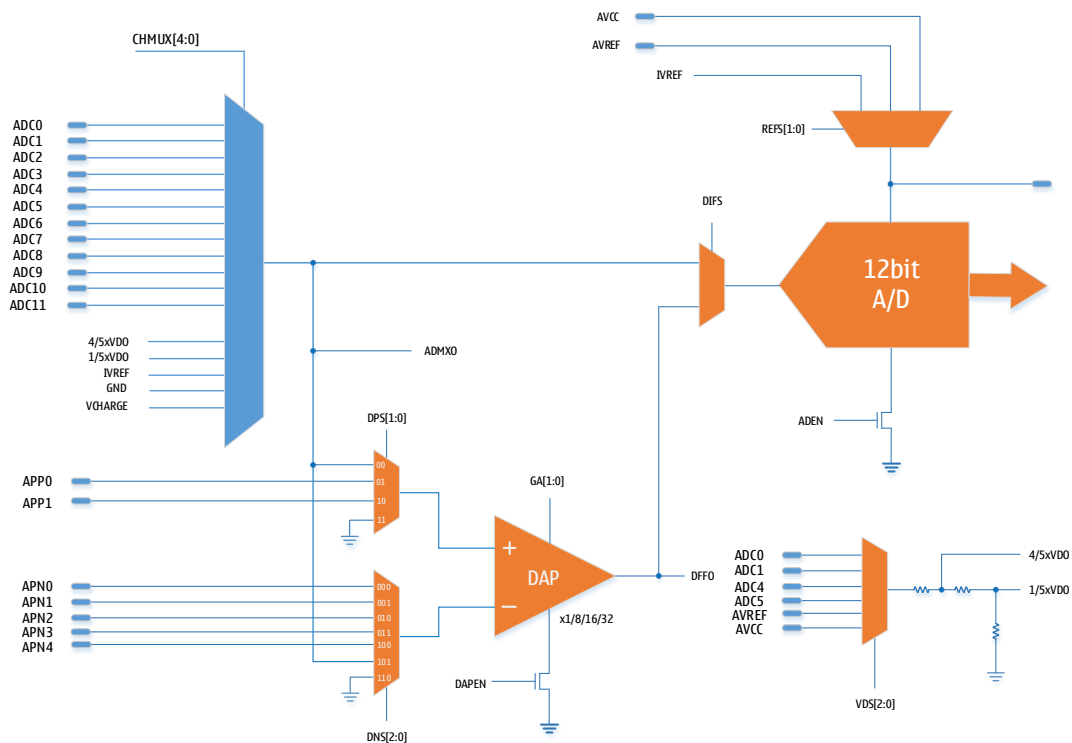 AVCC
CHMUX[4:0]
AVREF
IVREF
ADC0
ADC1
ADC2
ADC3
ADC4
ADC5
ADC6
ADC7
ADC8
ADC9
ADC10
ADC11
REFS[1:0]
DIFS
12bit
A/D
4/5xVDO
1/5xVDO
IVREF
GND
VCHARGE
ADMXO
ADEN
DPS[1:0]
00
01
10
11
APP0
APP1
GA[1:0]
+
DAP
−
x1/8/16/32
DFFO
APN0
APN1
APN2
APN3
APN4
000
001
010
011
100
101
110
DAPEN
DNS[2:0]
ADC0
ADC1
ADC4
ADC5
AVREF
AVCC
4/5xVDO
1/5xVDO
VDS[2:0]